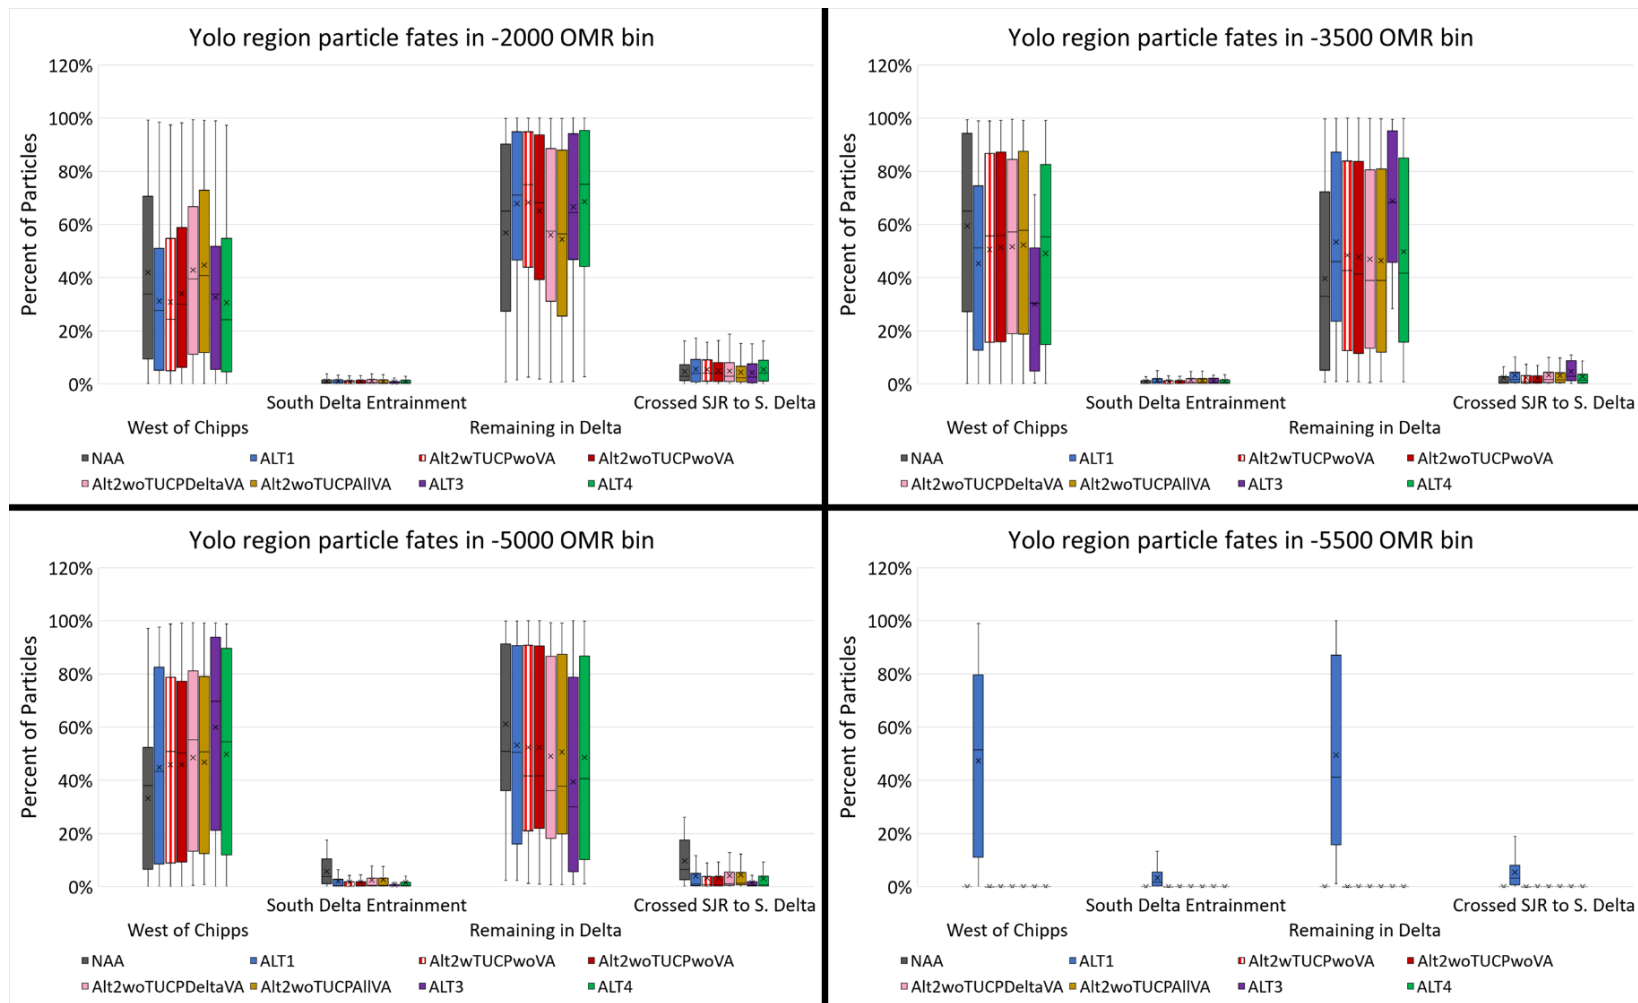 Yolo region particle fates in -2000 OMR bin
120%
100%
80%
60%
40%
20%
0%
Percent of Particles
South Delta Entrainment
Crossed SJR to S. Delta
West of Chipps
Remaining in Delta
NAA
ALT1
Alt2wTUCPwoVA
Alt2woTUCPwoVA
Alt2woTUCPDeltaVA
Alt2woTUCPAllVA
ALT3
ALT4
Yolo region particle fates in -3500 OMR bin
120%
100%
80%
60%
40%
20%
0%
Percent of Particles
South Delta Entrainment
Crossed SJR to S. Delta
West of Chipps
Remaining in Delta
NAA
ALT1
Alt2wTUCPwoVA
Alt2woTUCPwoVA
Alt2woTUCPDeltaVA
Alt2woTUCPAllVA
ALT3
ALT4
Yolo region particle fates in -5000 OMR bin
120%
100%
80%
60%
40%
20%
0%
Percent of Particles
South Delta Entrainment
Crossed SJR to S. Delta
West of Chipps
Remaining in Delta
NAA
ALT1
Alt2wTUCPwoVA
Alt2woTUCPwoVA
Alt2woTUCPDeltaVA
Alt2woTUCPAllVA
ALT3
ALT4
Yolo region particle fates in -5500 OMR bin
120%
100%
80%
60%
40%
20%
0%
Percent of Particles
South Delta Entrainment
Crossed SJR to S. Delta
West of Chipps
Remaining in Delta
NAA
ALT1
Alt2wTUCPwoVA
Alt2woTUCPwoVA
Alt2woTUCPDeltaVA
Alt2woTUCPAllVA
ALT3
ALT4